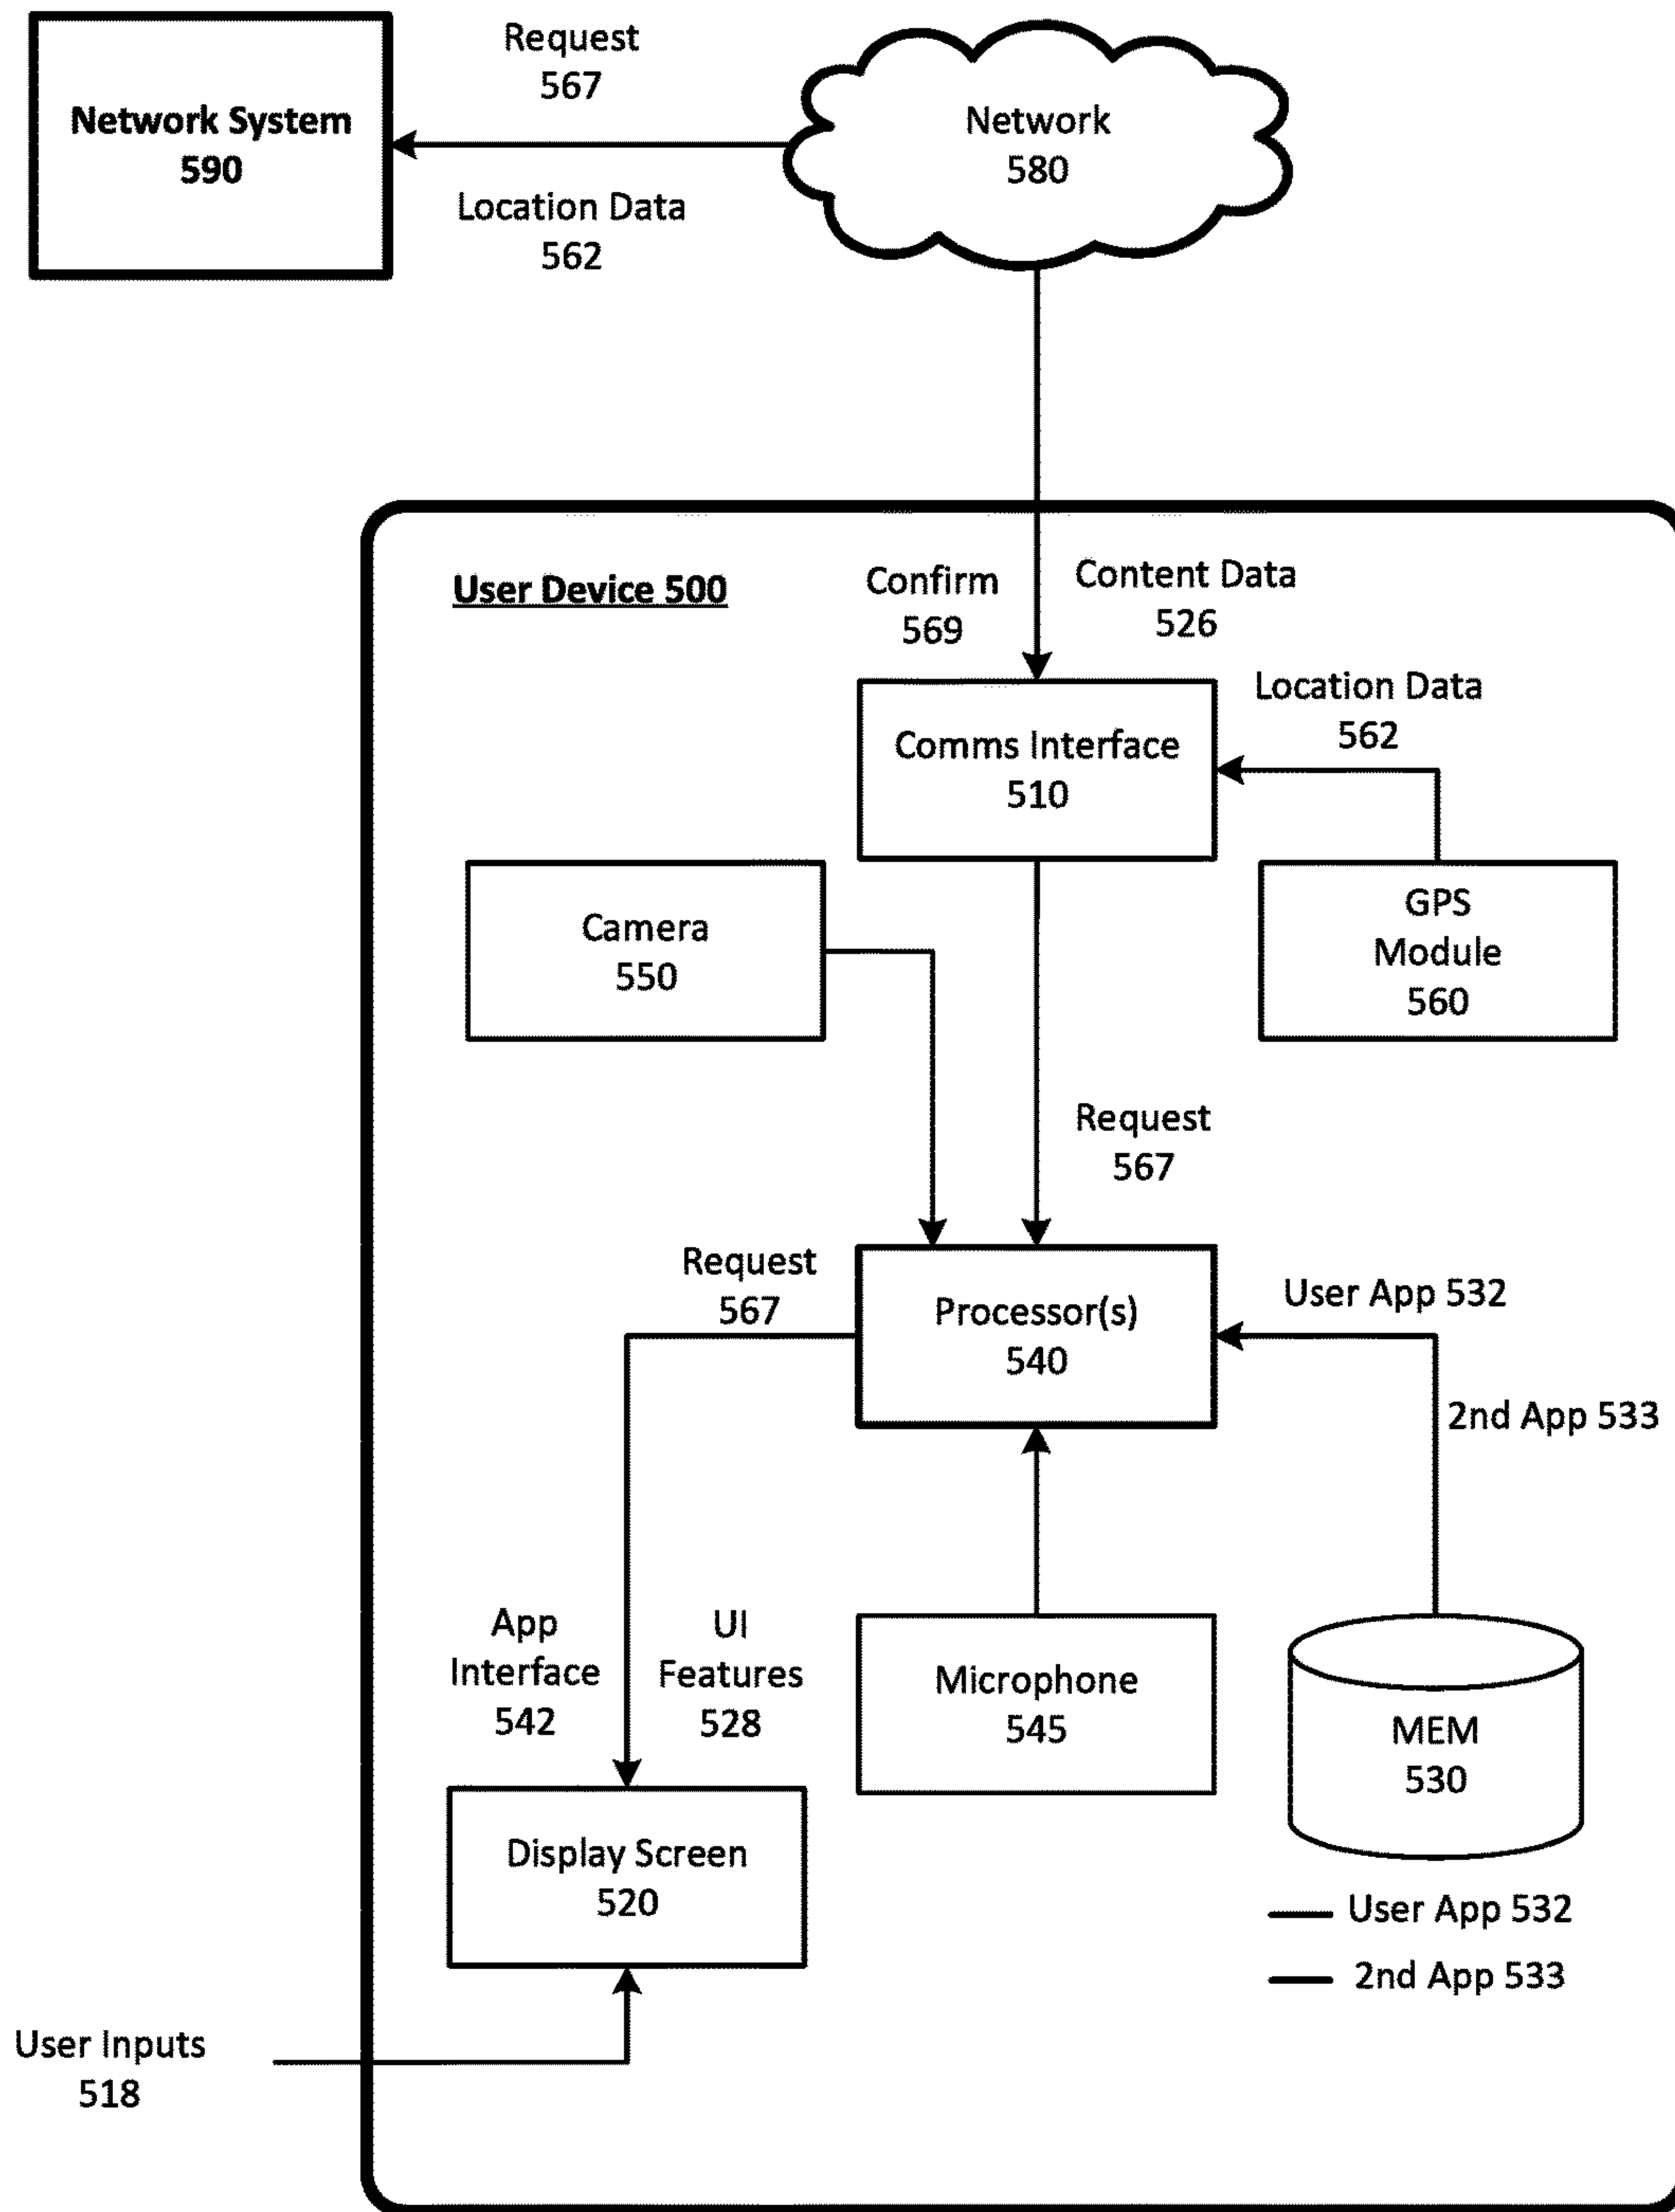 Request
567
Network System
590
Network
580
Location Data
562
User Device 500
Confirm
569
Content Data
526
Location Data
562
Comms Interface
510
Camera
550
GPS
Module
560
Request
567
Request
567
Processor(s)
540
User App 532
2nd App 533
App
Interface
542
UI
Features
528
Microphone
545
MEM
530
Display Screen
520
User App 532
2nd App 533
User Inputs
518